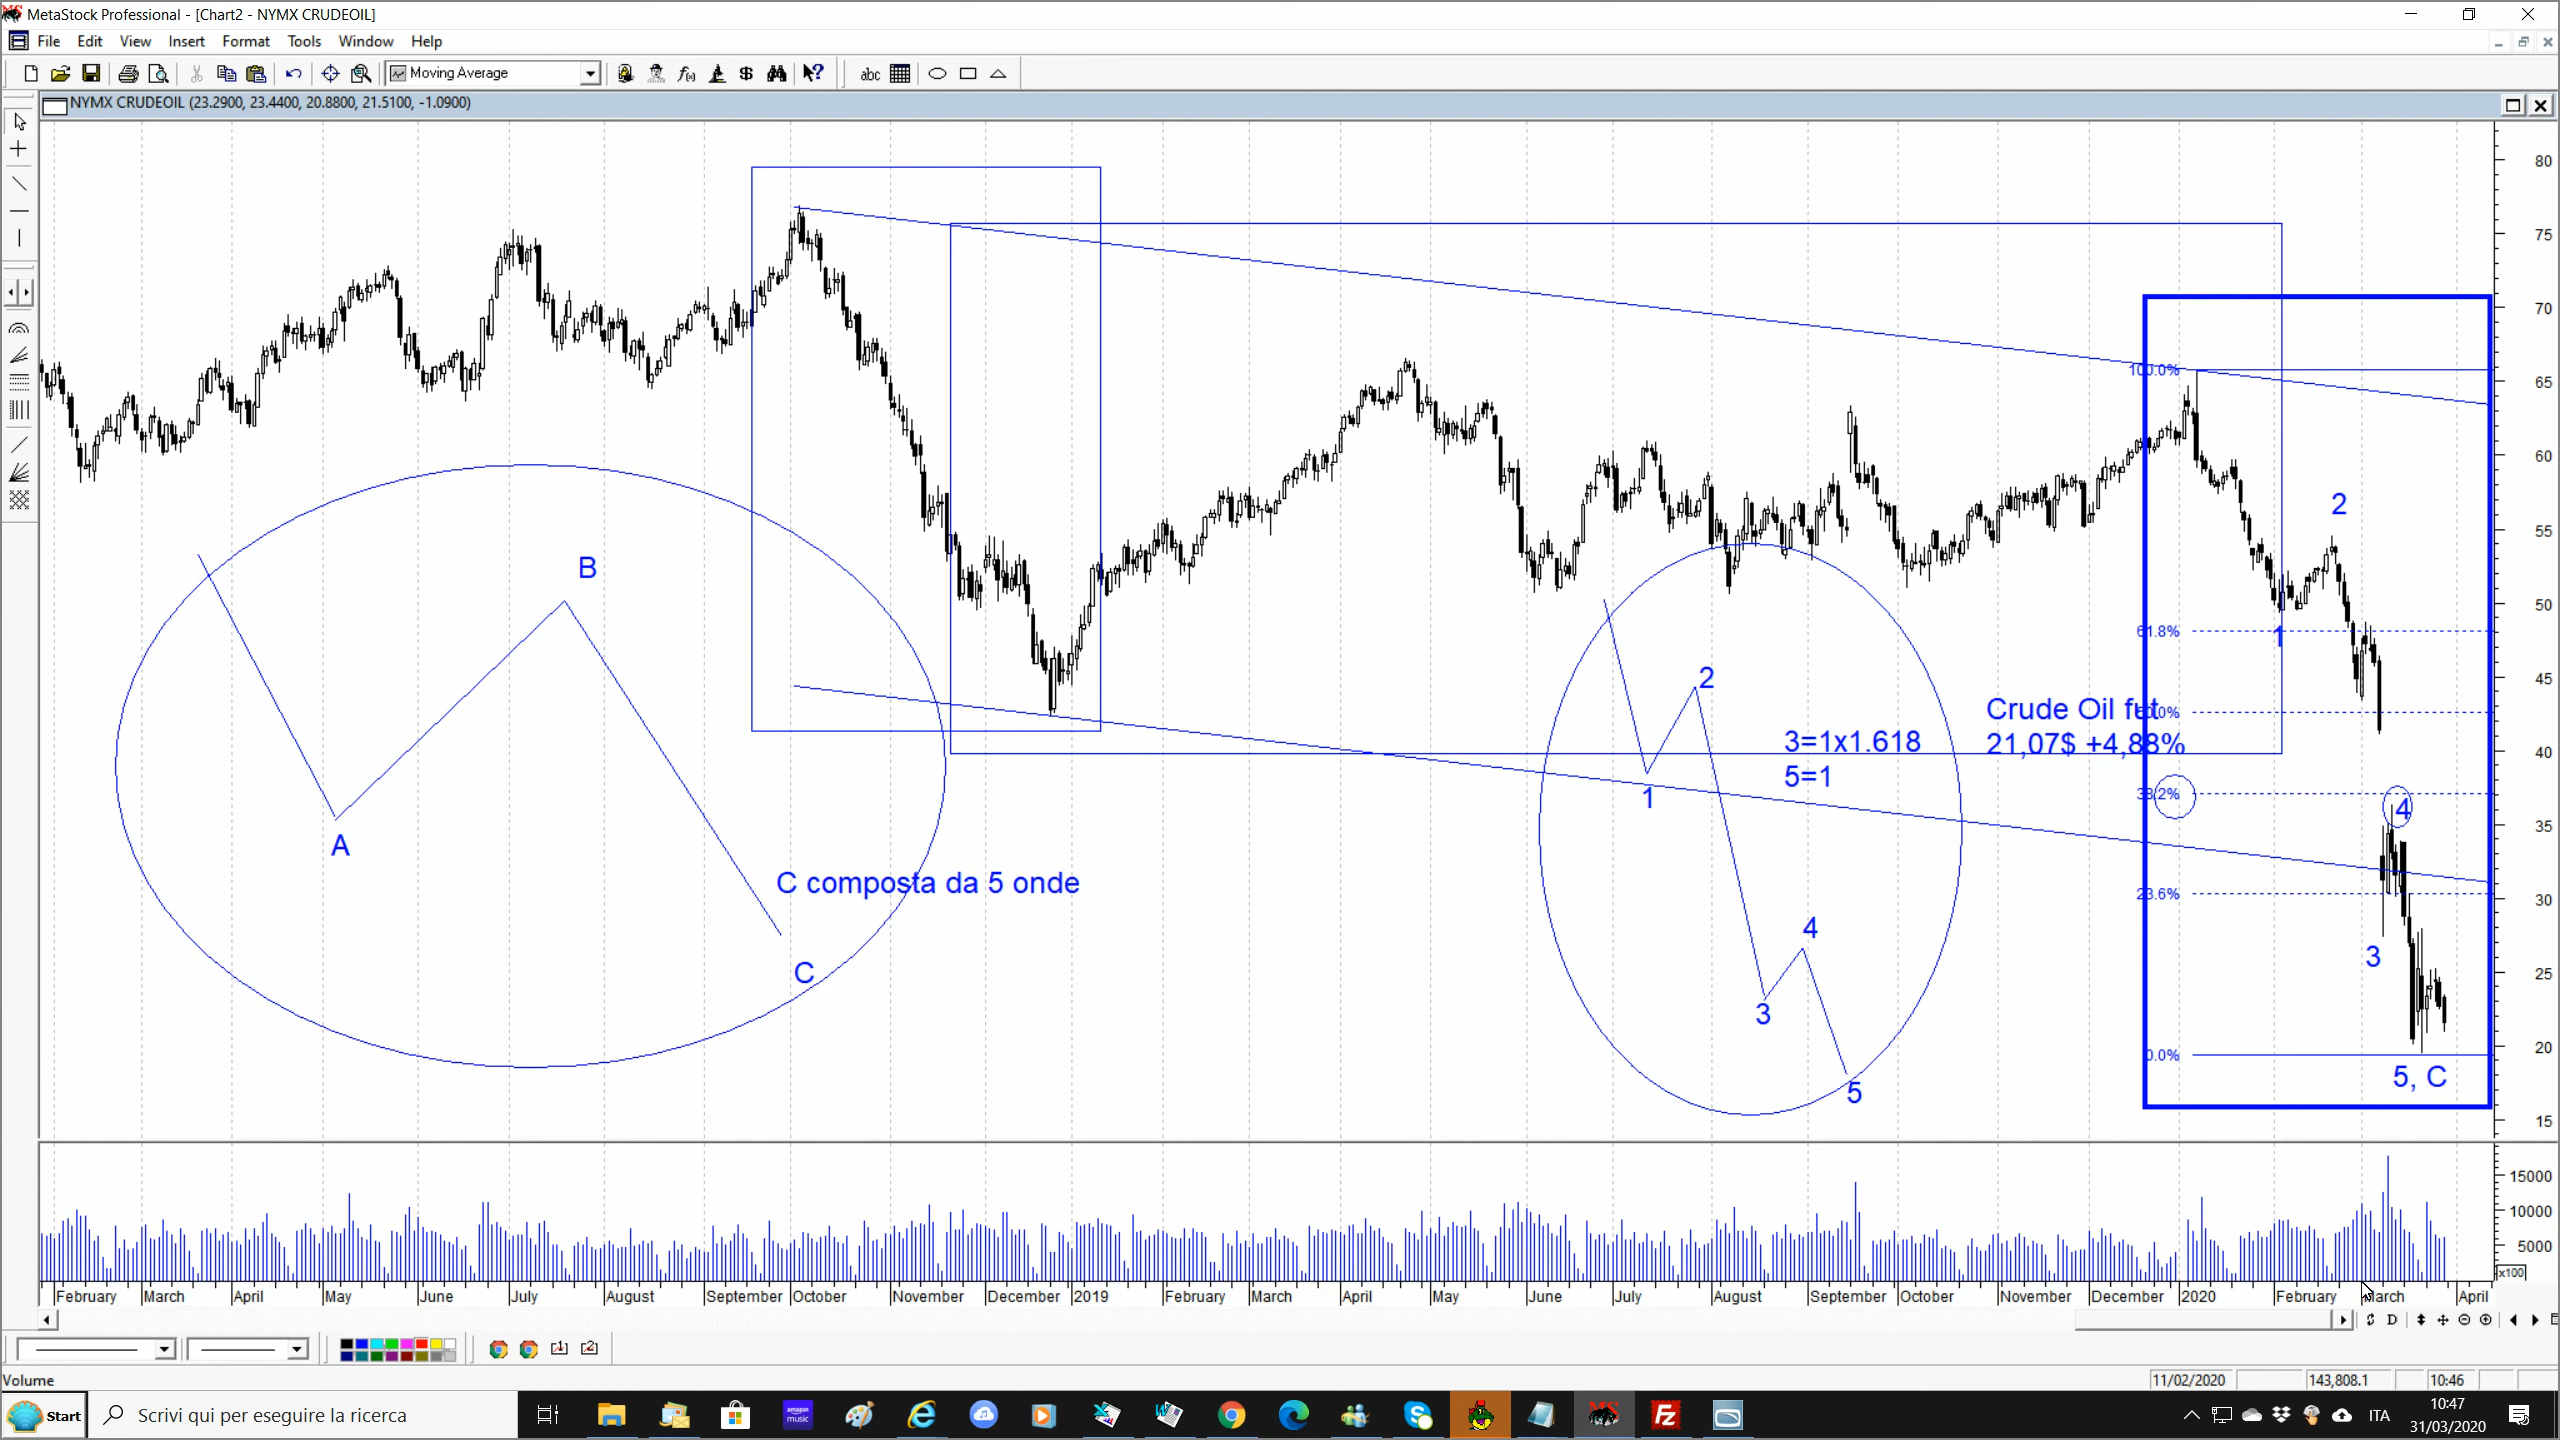 MetaStock Professional - [Chart2 - NYMX CRUDEOIL]
File Edit View Insert Format Tools Window Help
Moving Average
abc
NYMX CRUDEOIL (23.2900, 23.4400, 20.8800, 21.5100, -1.0900)
80
75
70
65
60
55
50
45
40
35
30
25
20
15
100.0%
61.8%
23.6%
0.0%
2
1
B
A
C
C composta da 5 onde
2
1
3=1x1.618
5=1
4
3
5
Crude Oil fut
21,07$ +4,88%
4
3
5, C
15000
10000
5000
x100
February March April May June July August September October November December 2019 February March April May June July August September October November December 2020 February March April
D
Volume
11/02/2020 143,808.1 10:46
Start
Scrivi qui per eseguire la ricerca
amazon music
ITA
10:47
31/03/2020